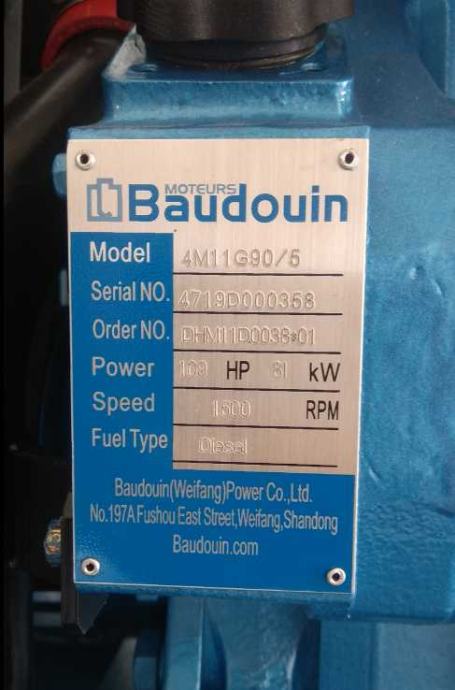 MOTEURS
Baudouin
Model 4M11G90/5
Serial NO. 4719D000358
Order NO. DHM11D0038*01
Power 109 HP 81 kW
Speed 1500 RPM
Fuel Type Diesel
Baudouin(Weifang)Power Co.,Ltd.
No.197A Fushou East Street,Weifang,Shandong
Baudouin.com